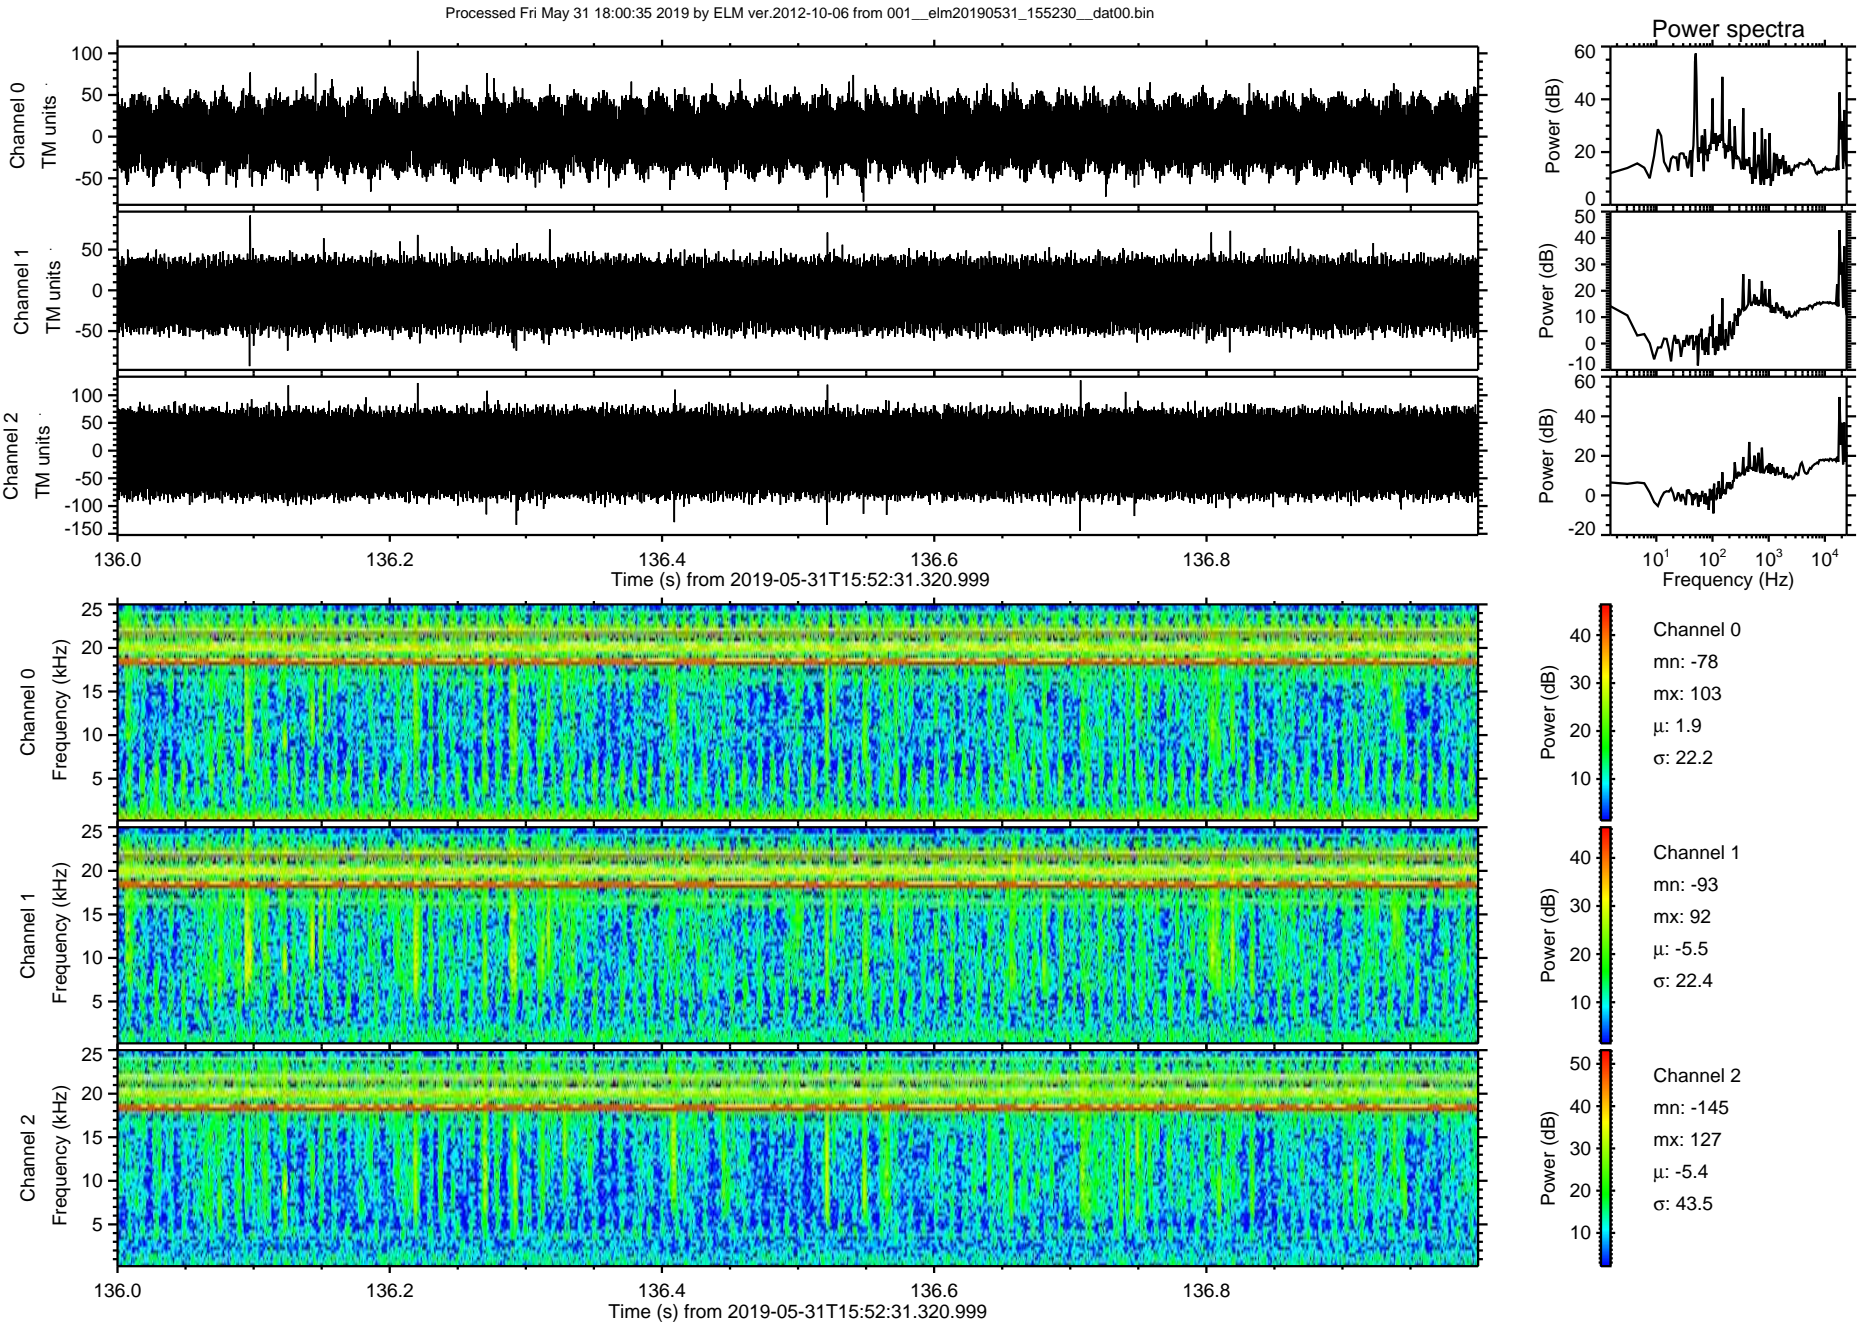 Processed Fri May 31 18:00:35 2019 by ELM ver.2012-10-06 from 001__elm20190531_155230__dat00.bin
Power spectra
Channel 0
TM units
100
50
0
-50
Power (dB)
60
40
20
0
Channel 1
TM units
50
0
-50
Power (dB)
50
40
30
20
10
0
-10
Channel 2
TM units
100
50
0
-50
-100
-150
Power (dB)
60
40
20
0
-20
136.0 136.2 136.4 136.6 136.8
Time (s) from 2019-05-31T15:52:31.320.999
10^1 10^2 10^3 10^4
Frequency (Hz)
Channel 0
Frequency (kHz)
25
20
15
10
5
Power (dB)
40
30
20
10
Channel 0
mn: -78
mx: 103
μ: 1.9
σ: 22.2
Channel 1
Frequency (kHz)
25
20
15
10
5
Power (dB)
40
30
20
10
Channel 1
mn: -93
mx: 92
μ: -5.5
σ: 22.4
Channel 2
Frequency (kHz)
25
20
15
10
5
Power (dB)
50
40
30
20
10
Channel 2
mn: -145
mx: 127
μ: -5.4
σ: 43.5
136.0 136.2 136.4 136.6 136.8
Time (s) from 2019-05-31T15:52:31.320.999